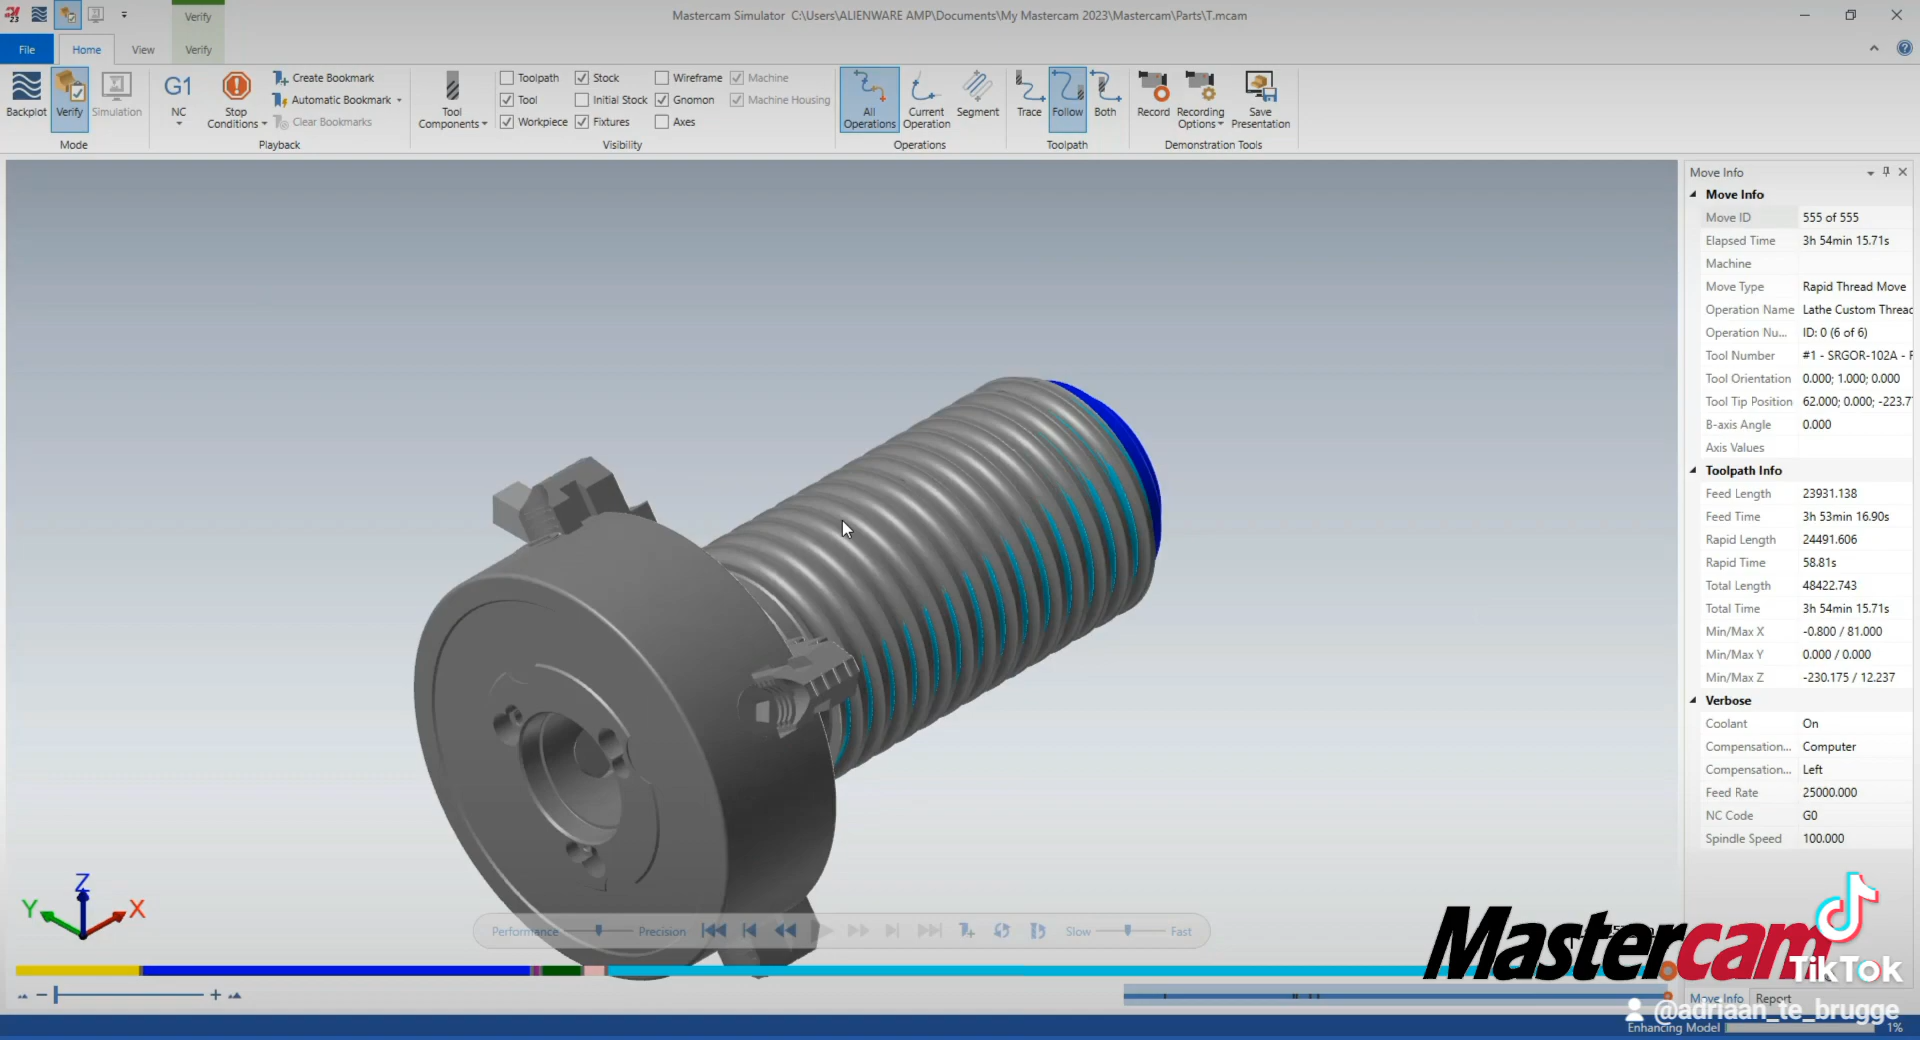 Verify
Mastercam Simulator C:\Users\ALIENWARE AMP\Documents\My Mastercam 2023\Mastercam\Parts\T.mcam
File
Home
View
Verify
Backplot
Verify
Simulation
Mode
G1
NC
Stop
Conditions
Create Bookmark
Automatic Bookmark
Clear Bookmarks
Playback
Tool
Components
Toolpath
Stock
Wireframe
Machine
Tool
Initial Stock
Gnomon
Machine Housing
Workpiece
Fixtures
Axes
Visibility
All
Operations
Current
Operation
Segment
Operations
Trace
Follow
Both
Toolpath
Record
Recording
Options
Save
Presentation
Demonstration Tools
Move Info
Move Info
Move ID 555 of 555
Elapsed Time 3h 54min 15.71s
Machine
Move Type Rapid Thread Move
Operation Name Lathe Custom Thread
Operation Nu... ID: 0 (6 of 6)
Tool Number #1 - SRGOR-102A -
Tool Orientation 0.000; 1.000; 0.000
Tool Tip Position 62.000; 0.000; -223.7
B-axis Angle 0.000
Axis Values
Toolpath Info
Feed Length 23931.138
Feed Time 3h 53min 16.90s
Rapid Length 24491.606
Rapid Time 58.81s
Total Length 48422.743
Total Time 3h 54min 15.71s
Min/Max X -0.800 / 81.000
Min/Max Y 0.000 / 0.000
Min/Max Z -230.175 / 12.237
Verbose
Coolant On
Compensation... Computer
Compensation... Left
Feed Rate 25000.000
NC Code G0
Spindle Speed 100.000
Z
Y
X
Performance
Precision
Slow
Fast
Mastercam
TikTok
Move Info
Report
@adriaan_te_brugge
Enhancing Model
1%